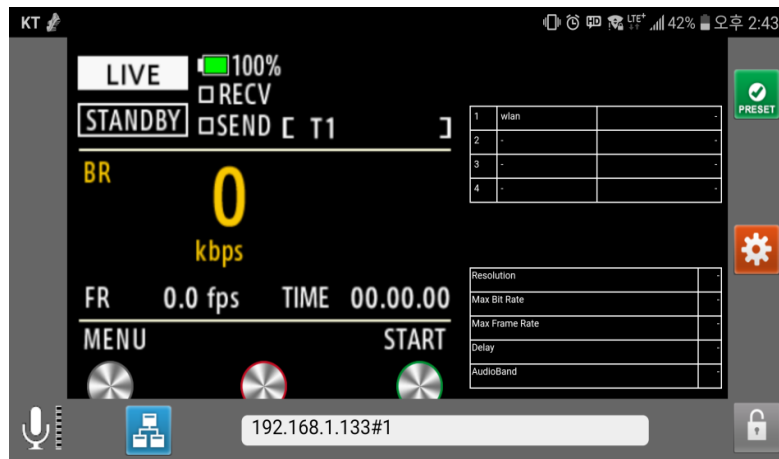 KT HD LTE+ 42% 오후 2:43
LIVE 100%
RECV
STANDBY SEND [ T1 ]
BR
0
kbps
FR 0.0 fps TIME 00.00.00
MENU START
1 wlan -
2 - -
3 - -
4 - -
Resolution -
Max Bit Rate -
Max Frame Rate -
Delay -
AudioBand -
PRESET
192.168.1.133#1